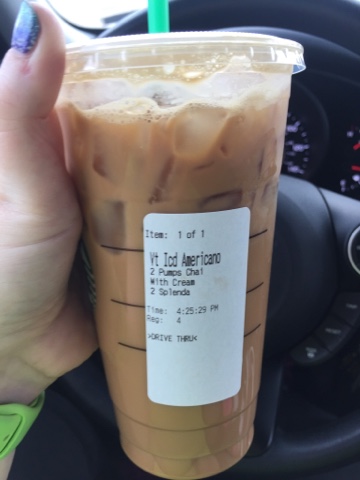 Item: 1 of 1
Vt Icd Americano
2 Pumps Chai
With Cream
2 Splenda
Time: 4:25:29 PM
Reg: 4
>DRIVE THRU<